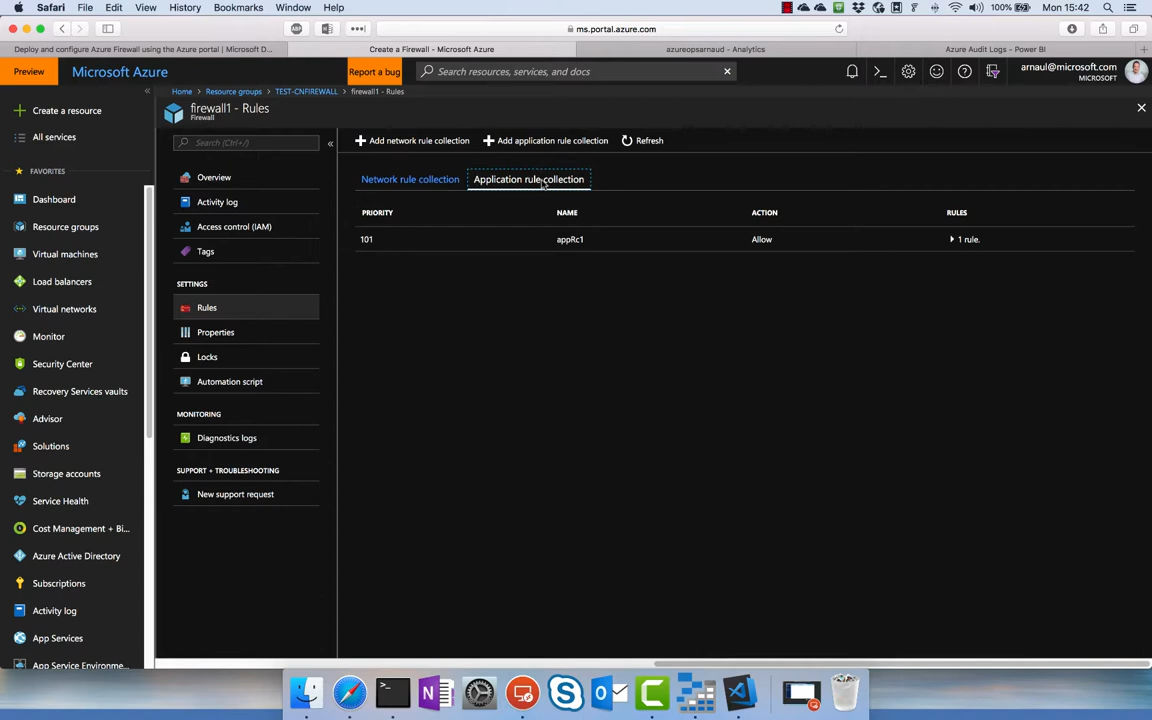 Safari File Edit View History Bookmarks Window Help 100% Mon 15:42
ms.portal.azure.com
Deploy and configure Azure Firewall using the Azure portal | Microsoft D... Create a Firewall - Microsoft Azure azureopsarnaud - Analytics Azure Audit Logs - Power BI
Preview Microsoft Azure Report a bug Search resources, services, and docs arnaul@microsoft.com
MICROSOFT
Home Resource groups TEST-CNFIREWALL firewall1 - Rules
firewall1 - Rules
Firewall
Create a resource
All services
FAVORITES
Dashboard
Resource groups
Virtual machines
Load balancers
Virtual networks
Monitor
Security Center
Recovery Services vaults
Advisor
Solutions
Storage accounts
Service Health
Cost Management + Bi...
Azure Active Directory
Subscriptions
Activity log
App Services
App Service Environme...
Search (Ctrl+/)
Overview
Activity log
Access control (IAM)
Tags
SETTINGS
Rules
Properties
Locks
Automation script
MONITORING
Diagnostics logs
SUPPORT + TROUBLESHOOTING
New support request
Add network rule collection Add application rule collection Refresh
Network rule collection Application rule collection
PRIORITY NAME ACTION RULES
101 appRc1 Allow 1 rule.